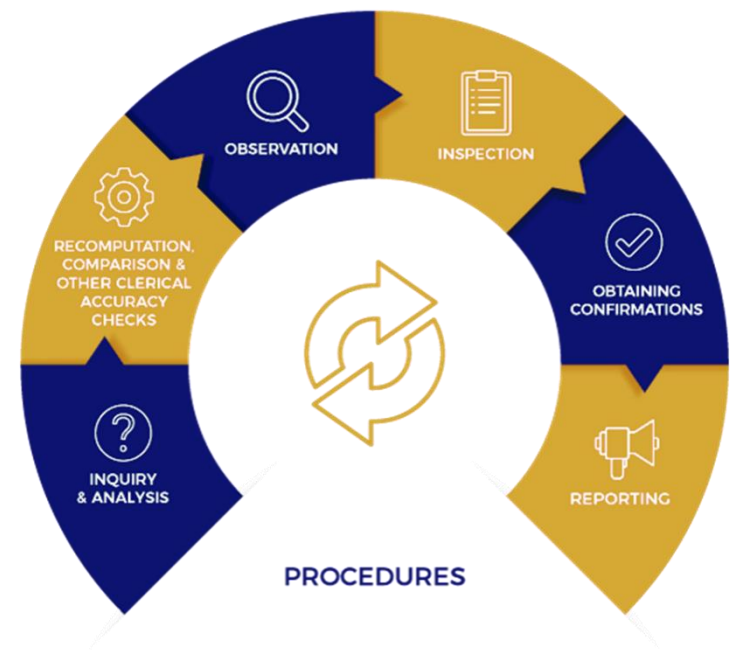 OBSERVATION
INSPECTION
RECOMPUTATION,
COMPARISON &
OTHER CLERICAL
ACCURACY
CHECKS
OBTAINING
CONFIRMATIONS
INQUIRY
& ANALYSIS
REPORTING
PROCEDURES